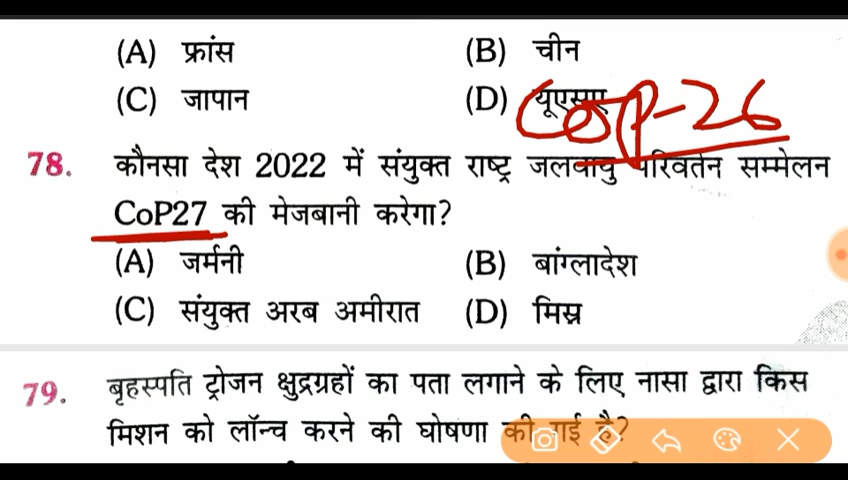 (A) फ्रांस (B) चीन
(C) जापान (D) यूएसए
CoP-26
78. कौनसा देश 2022 में संयुक्त राष्ट्र जलवायु परिवर्तन सम्मेलन
CoP27 की मेजबानी करेगा?
(A) जर्मनी (B) बांग्लादेश
(C) संयुक्त अरब अमीरात (D) मिस्र
79. बृहस्पति ट्रोजन क्षुद्रग्रहों का पता लगाने के लिए नासा द्वारा किस
मिशन को लॉन्च करने की घोषणा की गई है?